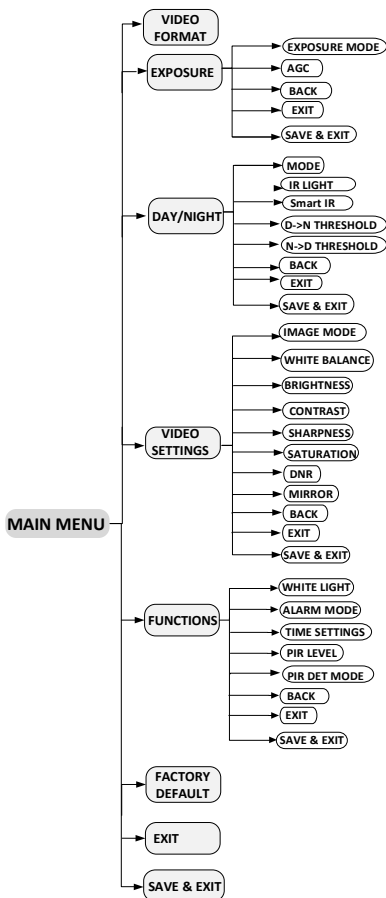 VIDEO
FORMAT
EXPOSURE
EXPOSURE MODE
AGC
BACK
EXIT
SAVE & EXIT
DAY/NIGHT
MODE
IR LIGHT
Smart IR
D->N THRESHOLD
N->D THRESHOLD
BACK
EXIT
SAVE & EXIT
VIDEO
SETTINGS
IMAGE MODE
WHITE BALANCE
BRIGHTNESS
CONTRAST
SHARPNESS
SATURATION
DNR
MIRROR
BACK
EXIT
SAVE & EXIT
MAIN MENU
FUNCTIONS
WHITE LIGHT
ALARM MODE
TIME SETTINGS
PIR LEVEL
PIR DET MODE
BACK
EXIT
SAVE & EXIT
FACTORY
DEFAULT
EXIT
SAVE & EXIT